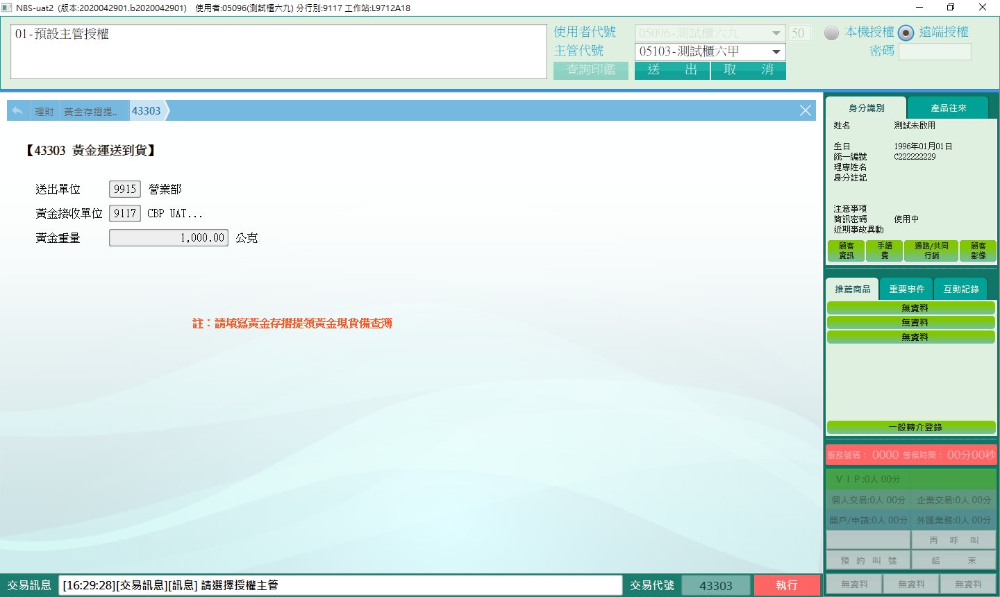 NBS-uat2 (版本:2020042901.b2020042901) 使用者:05096(測試櫃六九) 分行別:9117 工作站:L9712A18
01-預設主管授權
使用者代號 05096-測試櫃六九 50 本機授權 遠端授權
主管代號 05103-測試櫃六甲 密碼
查詢印鑑 送 出 取 消
理財 黃金存摺提.. 43303
【43303 黃金運送到貨】
送出單位 9915 營業部
黃金接收單位 9117 CBP UAT...
黃金重量 1,000.00 公克
註：請填寫黃金存摺提領黃金現貨備查簿
身分識別 產品往來
姓名 測試未啟用
生日 1996年01月01日
統一編號 C222222229
理專姓名
身分註記
注意事項
簡訊密碼 使用中
近期事故異動
顧客資訊 手續費 通路/共同行銷 顧客影像
推薦商品 重要事件 互動記錄
無資料
無資料
無資料
一般轉介登錄
服務號碼： 0000 等候時間： 00分00秒
ＶＩＰ:0人 00分
個人交易:0人 00分 企業交易:0人 00分
開戶/申請:0人 00分 外匯業務:0人 00分
再 呼 叫
預 約 叫 號 結 束
無資料 無資料 無資料
交易訊息 [16:29:28][交易訊息][訊息] 請選擇授權主管 交易代號 43303 執行